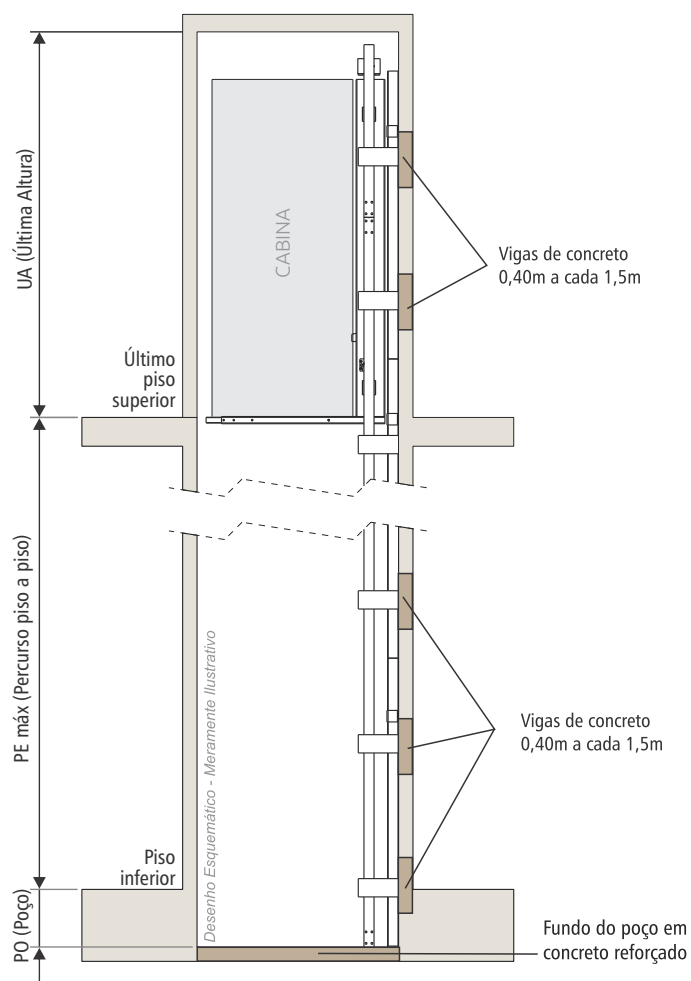 UA (Última Altura)
CABINA
Vigas de concreto
0,40m a cada 1,5m
Último
piso
superior
PE máx (Percurso piso a piso)
Desenho Esquemático - Meramente Ilustrativo
Vigas de concreto
0,40m a cada 1,5m
Piso
inferior
PO (Poço)
Fundo do poço em
concreto reforçado